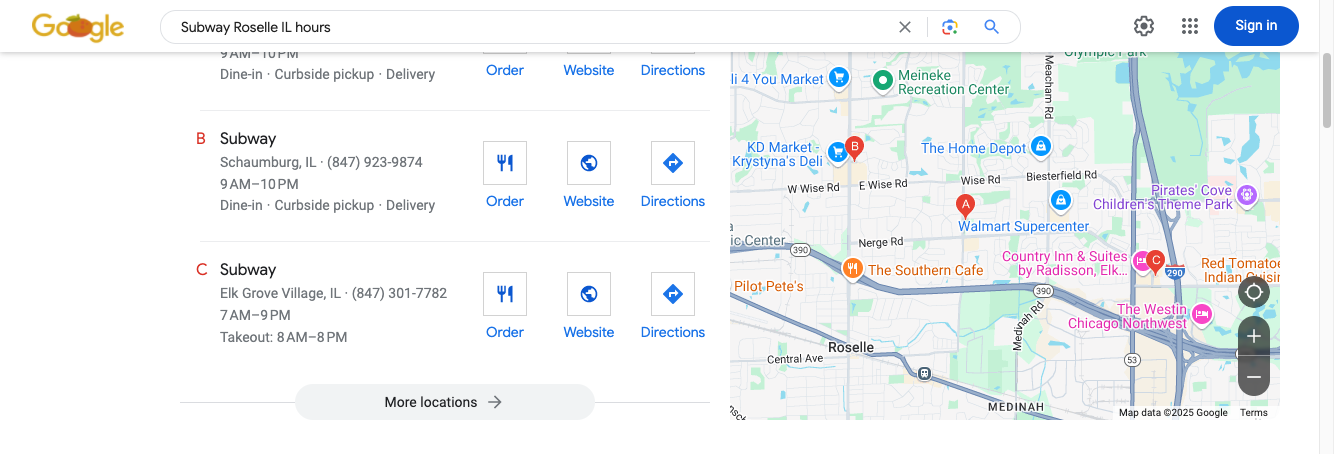 Google
Subway Roselle IL hours
Sign in
9 AM–10 PM
Dine-in · Curbside pickup · Delivery
Order
Website
Directions
B
Subway
Schaumburg, IL · (847) 923-9874
9 AM–10 PM
Dine-in · Curbside pickup · Delivery
Order
Website
Directions
C
Subway
Elk Grove Village, IL · (847) 301-7782
7 AM–9 PM
Takeout: 8 AM–8 PM
Order
Website
Directions
More locations
Olympic Park
li 4 You Market
Meineke
Recreation Center
Meacham Rd
KD Market -
Krystyna's Deli
B
The Home Depot
W Wise Rd
E Wise Rd
Wise Rd
Biesterfield Rd
Pirates' Cove
Children's Theme Park
A
Walmart Supercenter
a
ic Center
390
Nerge Rd
Country Inn & Suites
by Radisson, Elk...
C
290
Red Tomato
Indian Cuisin
The Southern Cafe
Pilot Pete's
390
Medinah Rd
The Westin
Chicago Northwest
Roselle
Central Ave
53
MEDINAH
Map data ©2025 Google
Terms